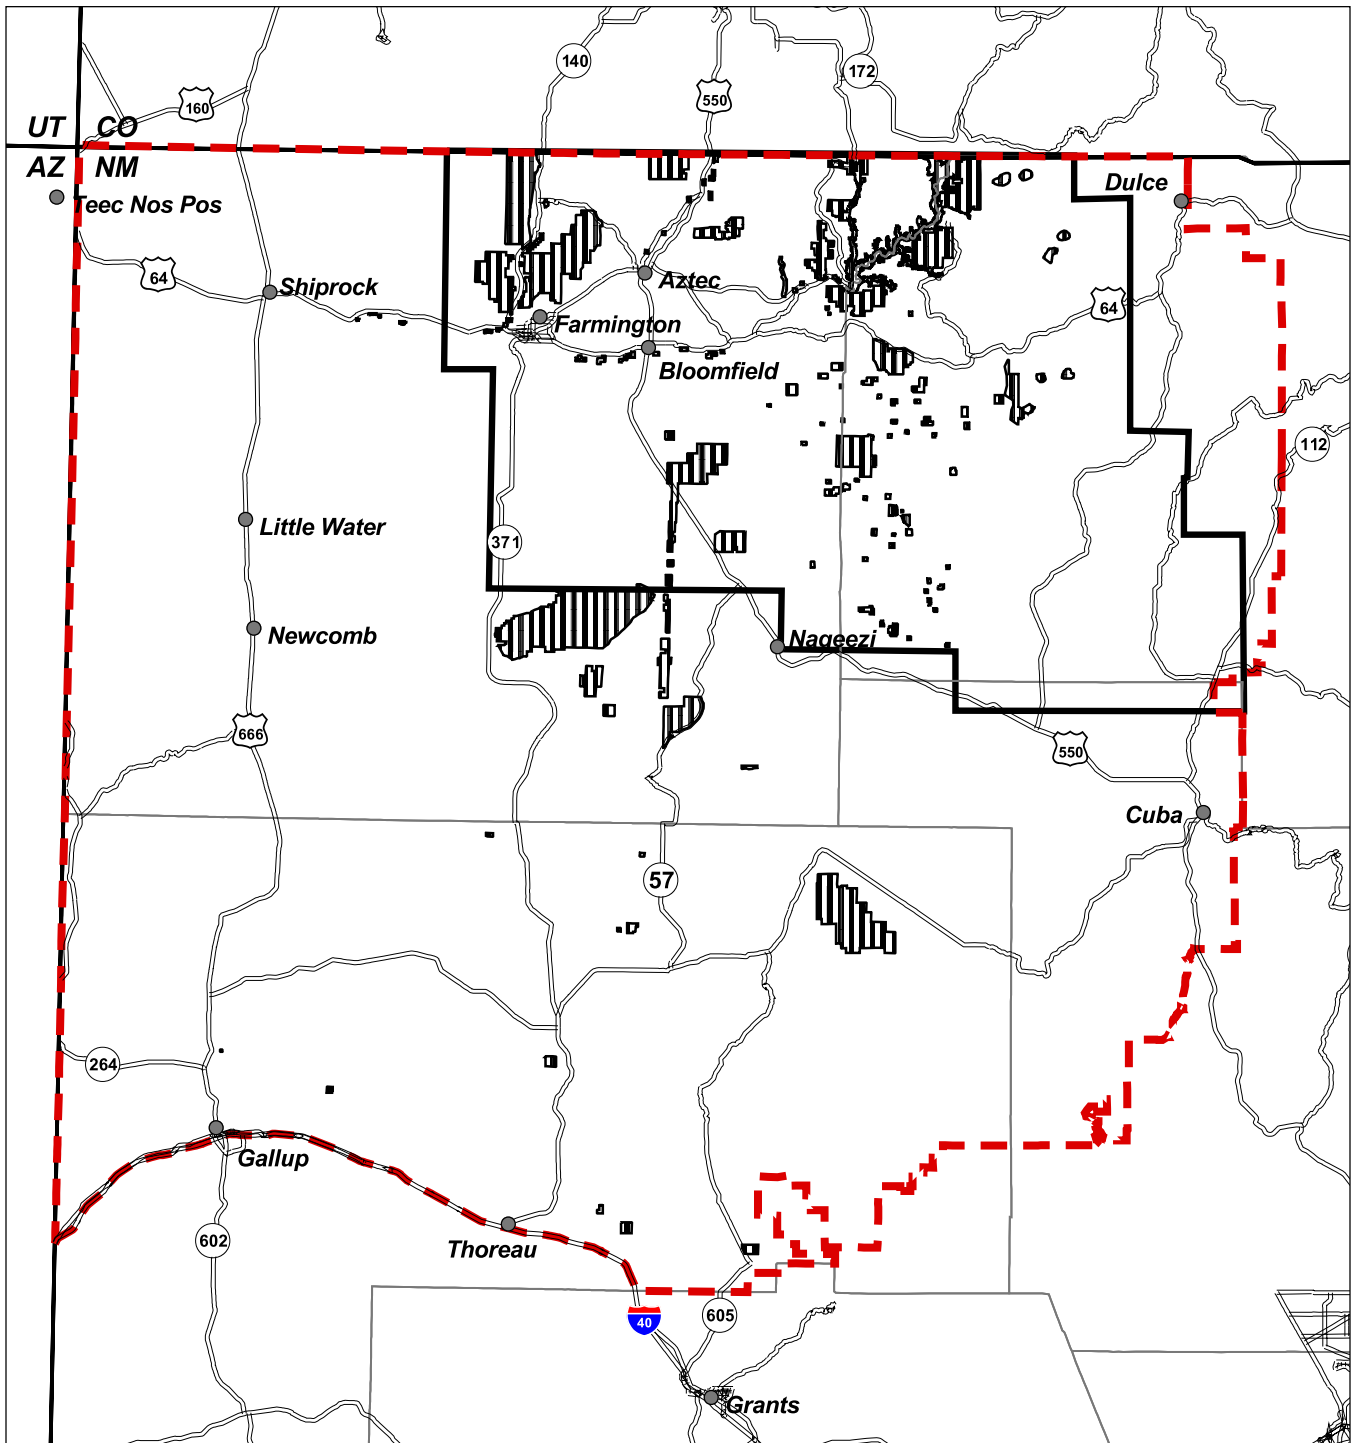 140
172
160
550
UT
CO
AZ
NM
Dulce
Teec Nos Pos
64
Shiprock
Aztec
64
Farmington
Bloomfield
112
Little Water
371
Newcomb
Nageezi
666
550
Cuba
57
264
Gallup
602
Thoreau
40
605
Grants